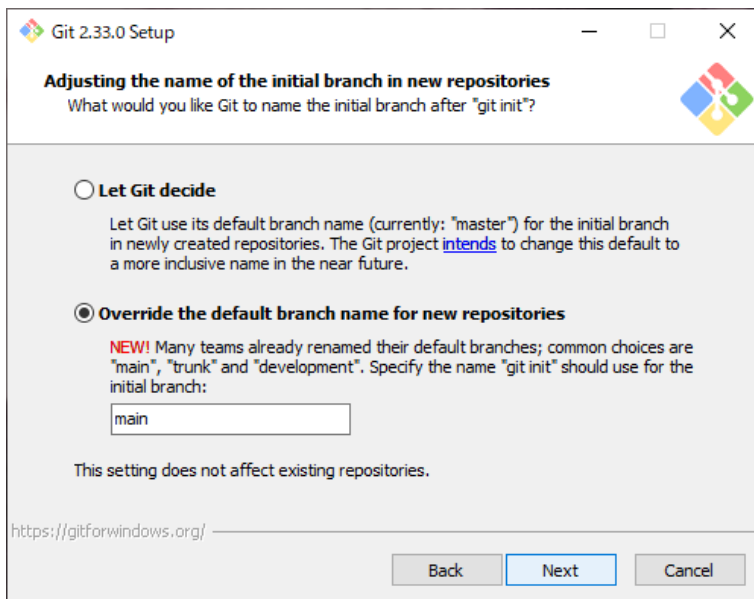 Git 2.33.0 Setup
Adjusting the name of the initial branch in new repositories
What would you like Git to name the initial branch after "git init"?
Let Git decide
Let Git use its default branch name (currently: "master") for the initial branch
in newly created repositories. The Git project intends to change this default to
a more inclusive name in the near future.
Override the default branch name for new repositories
NEW! Many teams already renamed their default branches; common choices are
"main", "trunk" and "development". Specify the name "git init" should use for the
initial branch:
main
This setting does not affect existing repositories.
https://gitforwindows.org/
Back Next Cancel